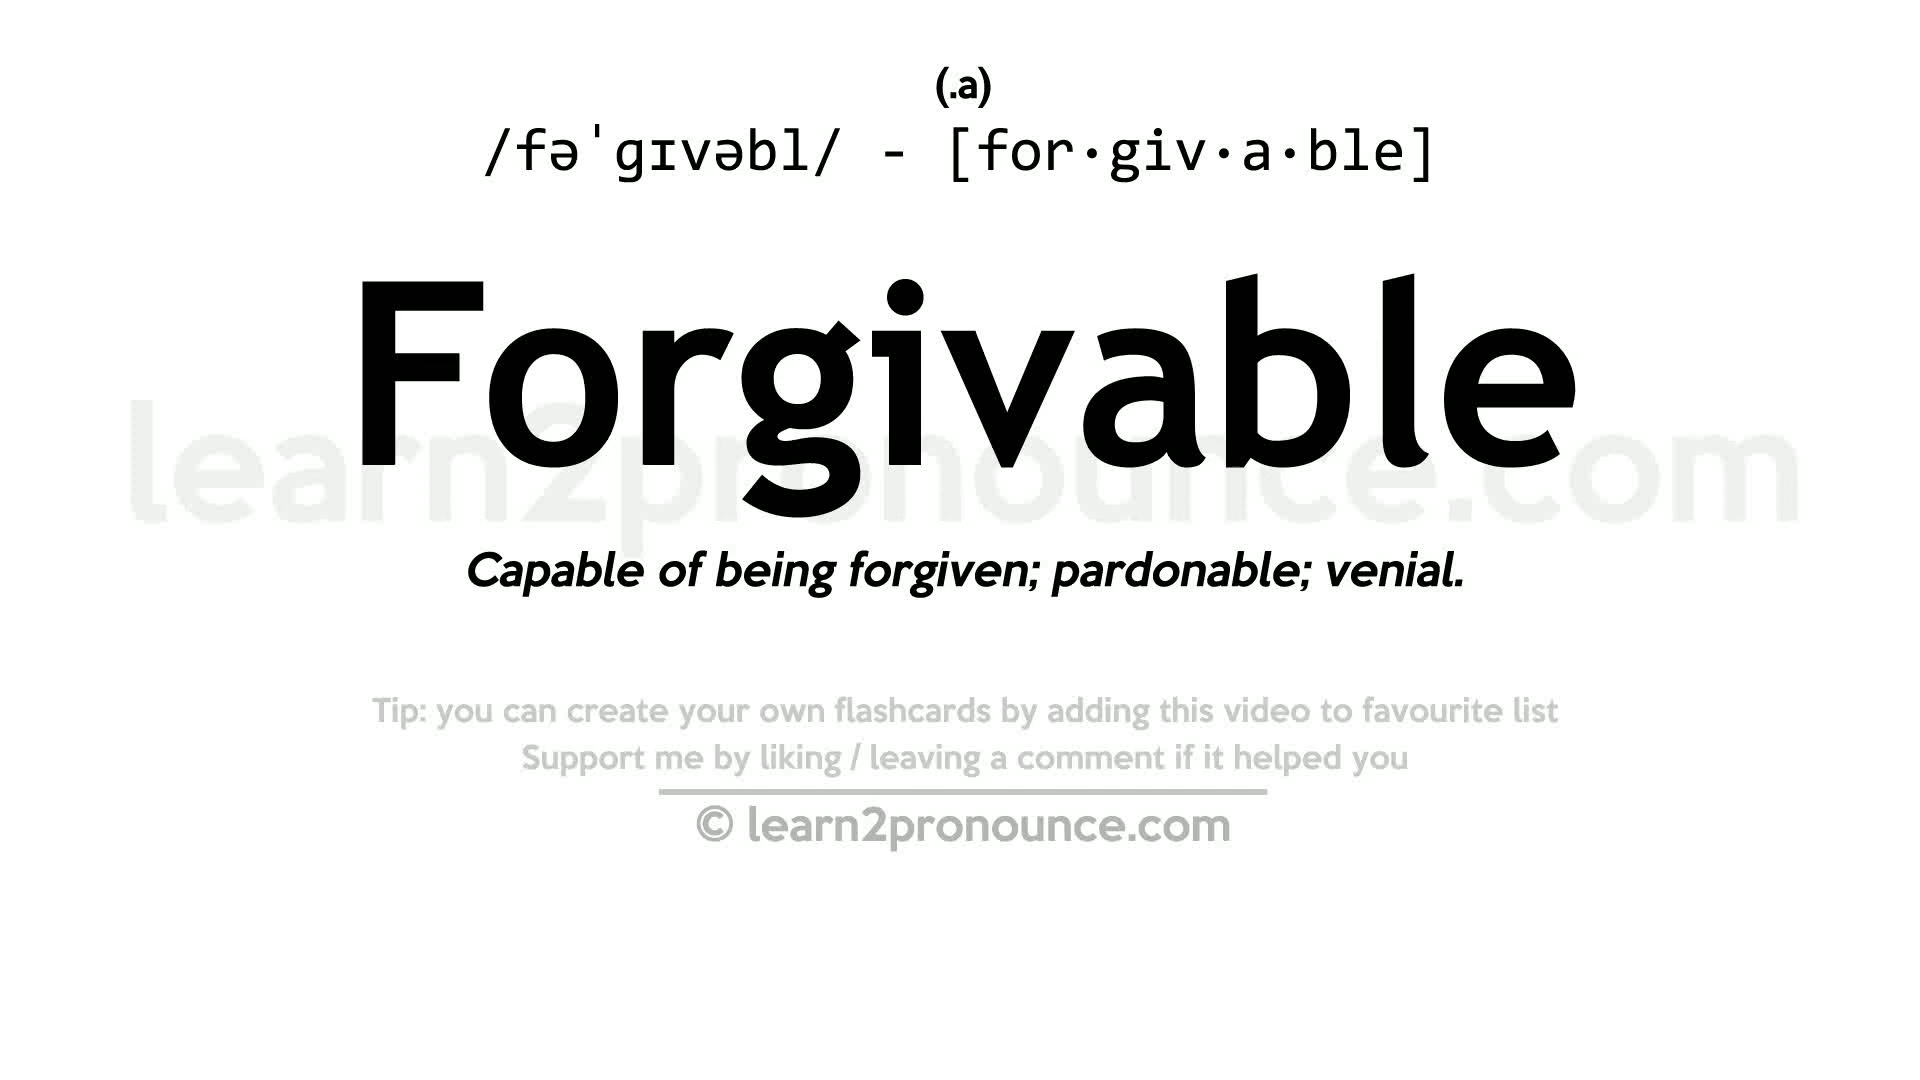 (.a)
/fəˈgɪvəbl/ - [for·giv·a·ble]
Forgivable
learn2pronounce.com
Capable of being forgiven; pardonable; venial.
Tip: you can create your own flashcards by adding this video to favourite list
Support me by liking / leaving a comment if it helped you
© learn2pronounce.com